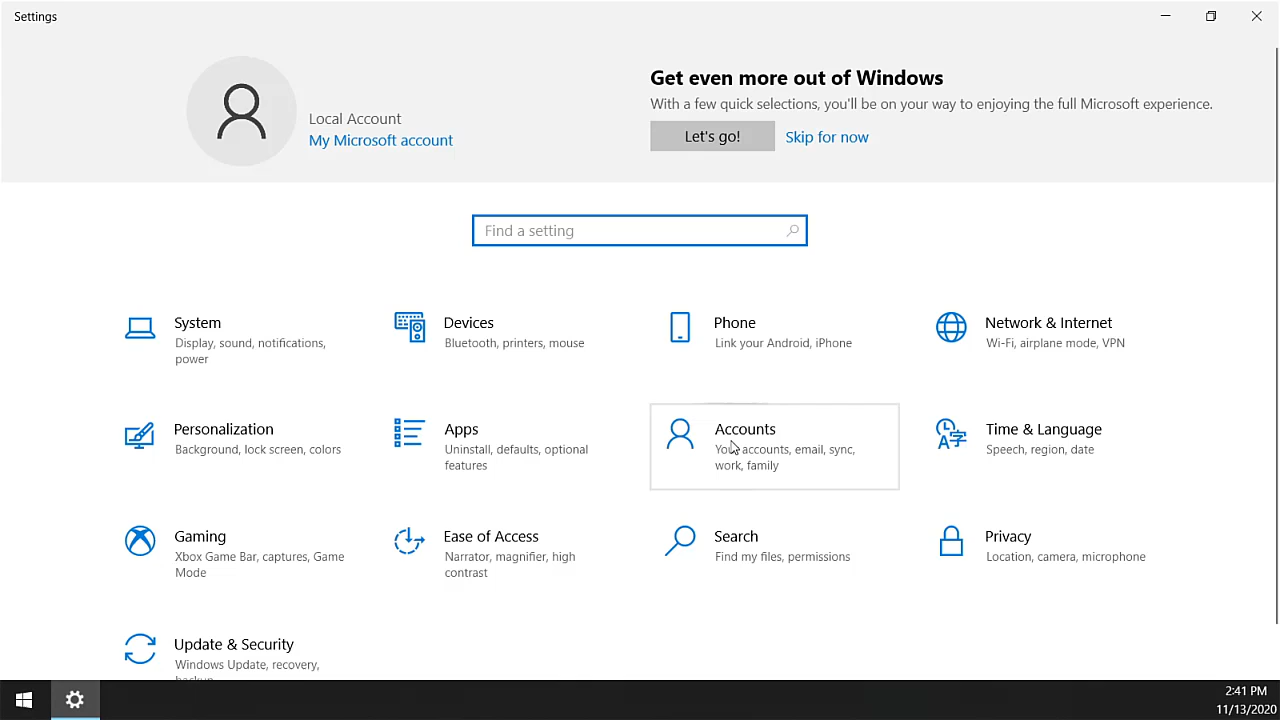 Settings
Local Account
My Microsoft account
Get even more out of Windows
With a few quick selections, you'll be on your way to enjoying the full Microsoft experience.
Let's go!
Skip for now
Find a setting
System
Display, sound, notifications,
power
Devices
Bluetooth, printers, mouse
Phone
Link your Android, iPhone
Network & Internet
Wi-Fi, airplane mode, VPN
Personalization
Background, lock screen, colors
Apps
Uninstall, defaults, optional
features
Accounts
Your accounts, email, sync,
work, family
Time & Language
Speech, region, date
Gaming
Xbox Game Bar, captures, Game
Mode
Ease of Access
Narrator, magnifier, high
contrast
Search
Find my files, permissions
Privacy
Location, camera, microphone
Update & Security
Windows Update, recovery,
backup
2:41 PM
11/13/2020